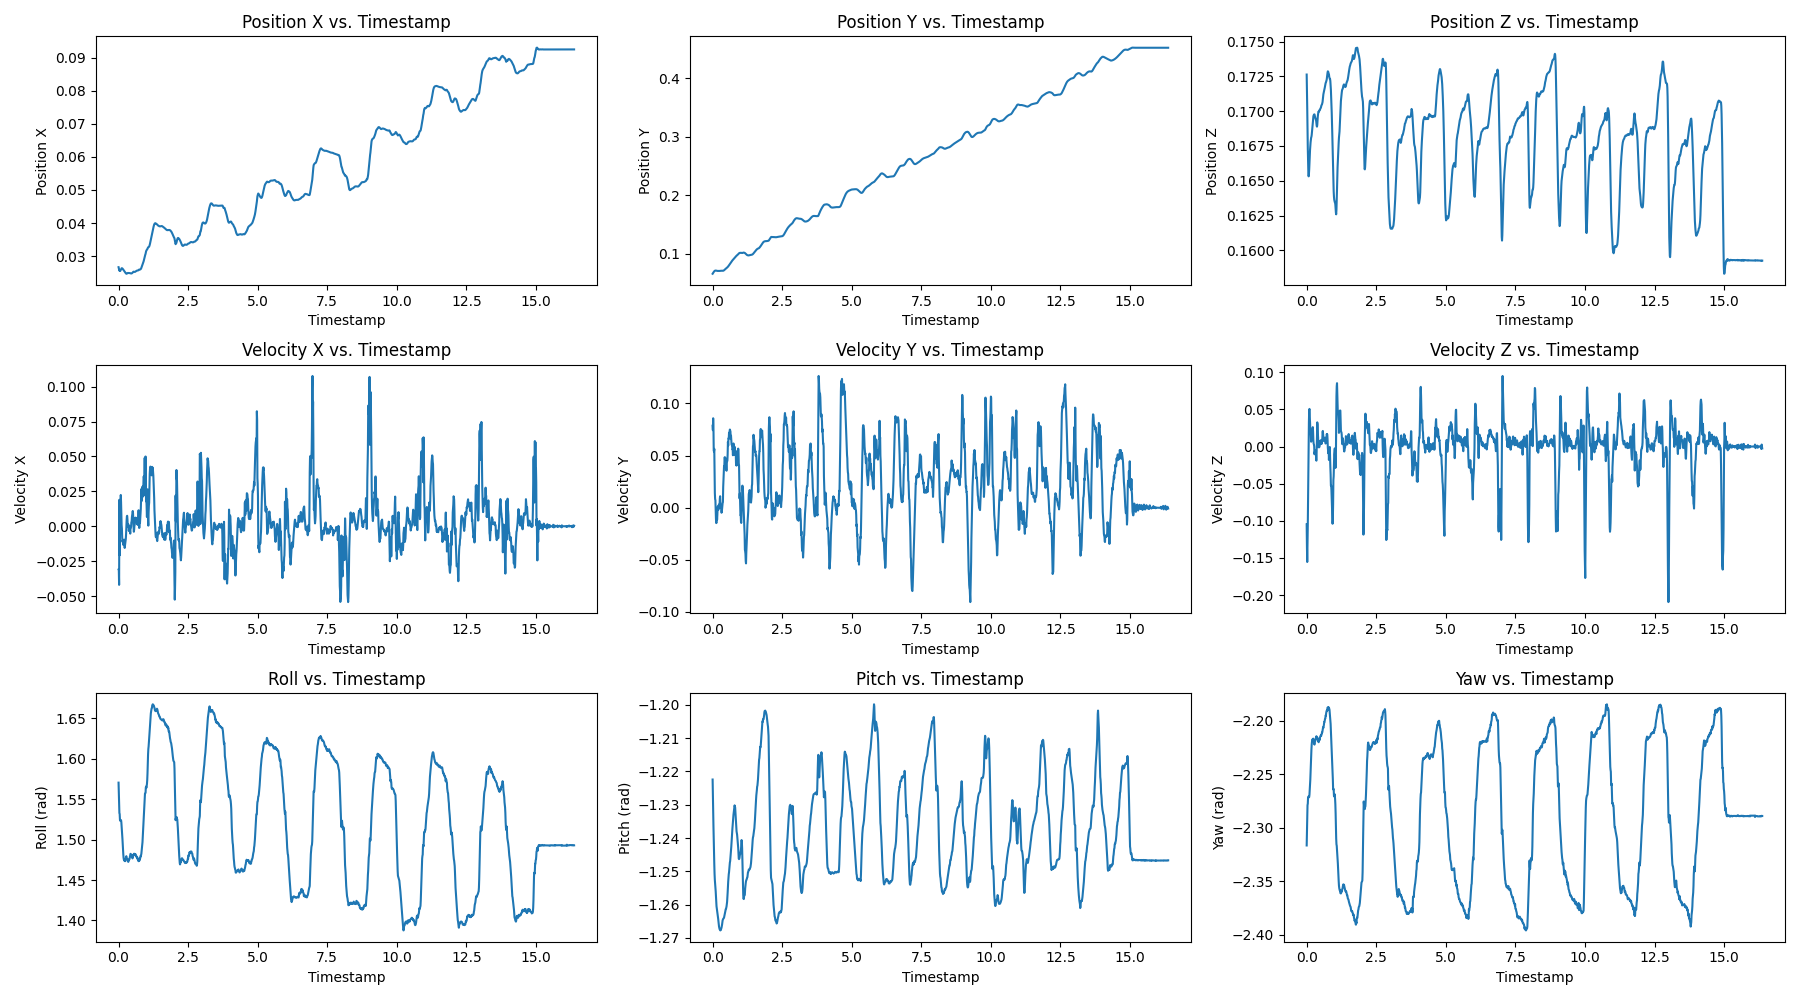 Position X vs. Timestamp
Position X
0.09
0.08
0.07
0.06
0.05
0.04
0.03
0.0 2.5 5.0 7.5 10.0 12.5 15.0
Timestamp
Position Y vs. Timestamp
Position Y
0.4
0.3
0.2
0.1
0.0 2.5 5.0 7.5 10.0 12.5 15.0
Timestamp
Position Z vs. Timestamp
Position Z
0.1750
0.1725
0.1700
0.1675
0.1650
0.1625
0.1600
0.0 2.5 5.0 7.5 10.0 12.5 15.0
Timestamp
Velocity X vs. Timestamp
Velocity X
0.100
0.075
0.050
0.025
0.000
−0.025
−0.050
0.0 2.5 5.0 7.5 10.0 12.5 15.0
Timestamp
Velocity Y vs. Timestamp
Velocity Y
0.10
0.05
0.00
−0.05
−0.10
0.0 2.5 5.0 7.5 10.0 12.5 15.0
Timestamp
Velocity Z vs. Timestamp
Velocity Z
0.10
0.05
0.00
−0.05
−0.10
−0.15
−0.20
0.0 2.5 5.0 7.5 10.0 12.5 15.0
Timestamp
Roll vs. Timestamp
Roll (rad)
1.65
1.60
1.55
1.50
1.45
1.40
0.0 2.5 5.0 7.5 10.0 12.5 15.0
Timestamp
Pitch vs. Timestamp
Pitch (rad)
−1.20
−1.21
−1.22
−1.23
−1.24
−1.25
−1.26
−1.27
0.0 2.5 5.0 7.5 10.0 12.5 15.0
Timestamp
Yaw vs. Timestamp
Yaw (rad)
−2.20
−2.25
−2.30
−2.35
−2.40
0.0 2.5 5.0 7.5 10.0 12.5 15.0
Timestamp